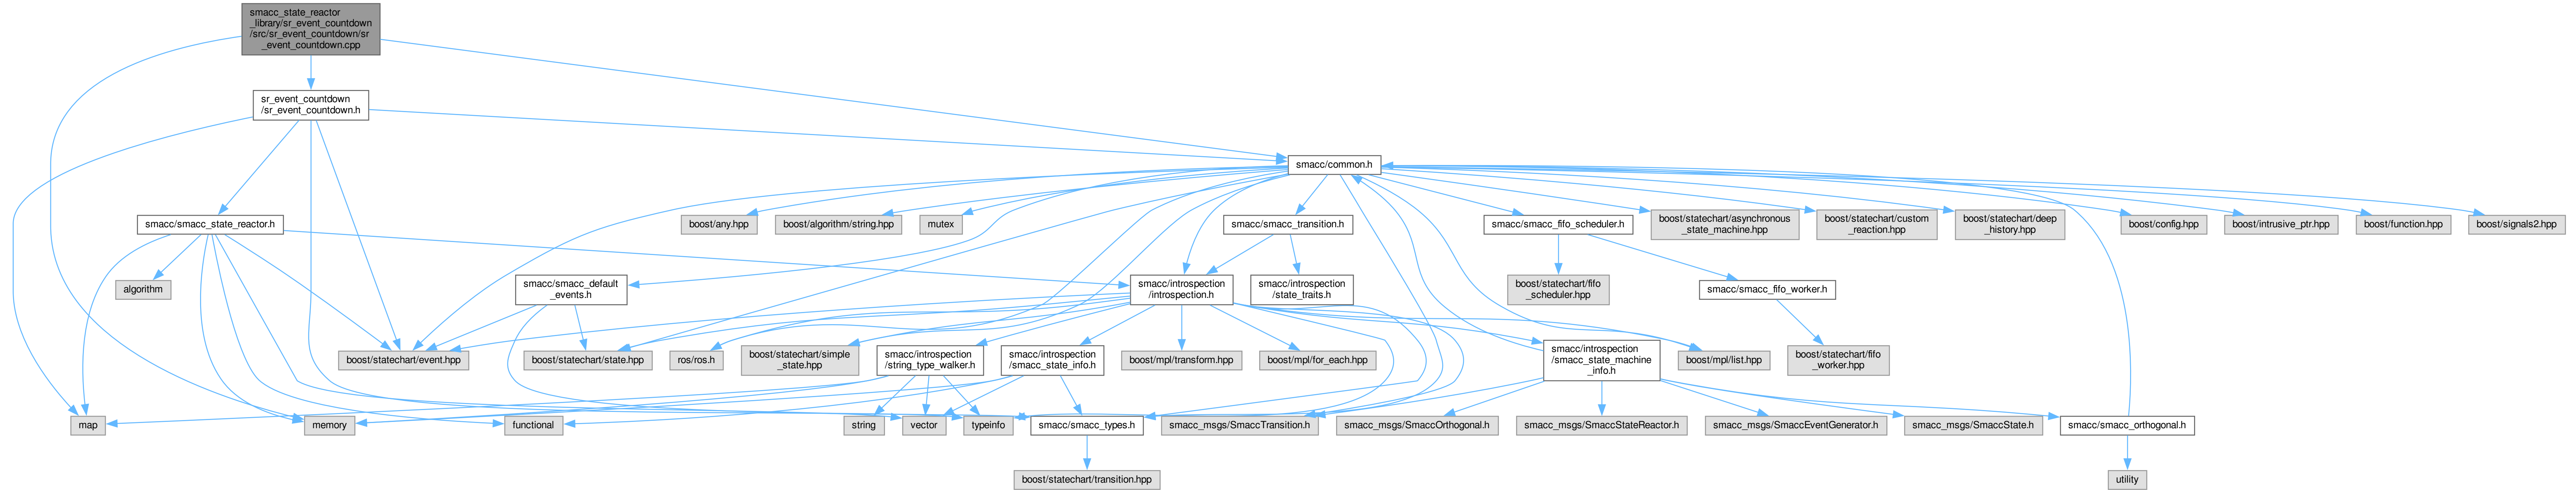 smacc_state_reactor
_library/sr_event_countdown
/src/sr_event_countdown/sr
_event_countdown.cpp
sr_event_countdown
/sr_event_countdown.h
smacc/common.h
smacc/smacc_state_reactor.h
boost/any.hpp
boost/algorithm/string.hpp
mutex
smacc/smacc_transition.h
smacc/smacc_fifo_scheduler.h
boost/statechart/asynchronous
_state_machine.hpp
boost/statechart/custom
_reaction.hpp
boost/statechart/deep
_history.hpp
boost/config.hpp
boost/intrusive_ptr.hpp
boost/function.hpp
boost/signals2.hpp
algorithm
smacc/smacc_default
_events.h
smacc/introspection
/introspection.h
smacc/introspection
/state_traits.h
boost/statechart/fifo
_scheduler.hpp
smacc/smacc_fifo_worker.h
boost/statechart/event.hpp
boost/statechart/state.hpp
ros/ros.h
boost/statechart/simple
_state.hpp
smacc/introspection
/string_type_walker.h
smacc/introspection
/smacc_state_info.h
boost/mpl/transform.hpp
boost/mpl/for_each.hpp
smacc/introspection
/smacc_state_machine
_info.h
boost/mpl/list.hpp
boost/statechart/fifo
_worker.hpp
map
memory
functional
string
vector
typeinfo
smacc/smacc_types.h
smacc_msgs/SmaccTransition.h
smacc_msgs/SmaccOrthogonal.h
smacc_msgs/SmaccStateReactor.h
smacc_msgs/SmaccEventGenerator.h
smacc_msgs/SmaccState.h
smacc/smacc_orthogonal.h
boost/statechart/transition.hpp
utility